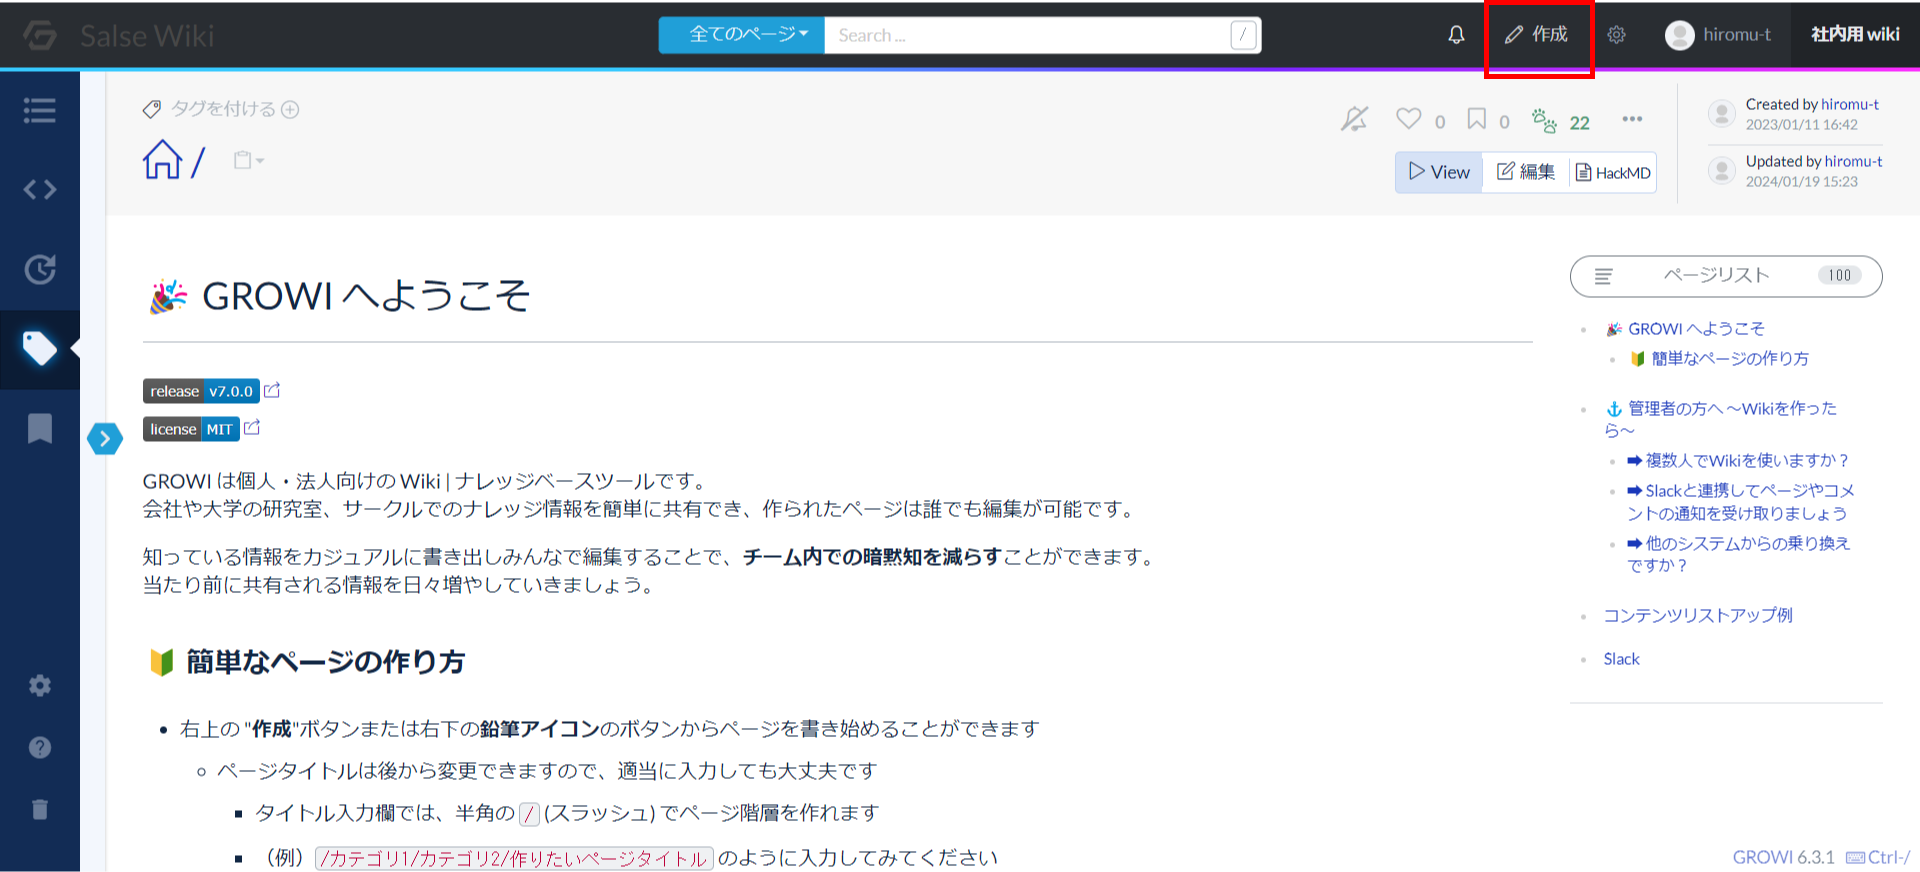 Salse Wiki
全てのページ
Search ...
/
作成
hiromu-t
社内用 wiki
タグを付ける
/
0
0
22
View
編集
HackMD
Created by hiromu-t
2023/01/11 16:42
Updated by hiromu-t
2024/01/19 15:23
GROWI へようこそ
release v7.0.0
license MIT
GROWI は個人・法人向けの Wiki | ナレッジベースツールです。
会社や大学の研究室、サークルでのナレッジ情報を簡単に共有でき、作られたページは誰でも編集が可能です。
知っている情報をカジュアルに書き出しみんなで編集することで、チーム内での暗黙知を減らすことができます。
当たり前に共有される情報を日々増やしていきましょう。
簡単なページの作り方
右上の "作成"ボタンまたは右下の鉛筆アイコンのボタンからページを書き始めることができます
ページタイトルは後から変更できますので、適当に入力しても大丈夫です
タイトル入力欄では、半角の / (スラッシュ) でページ階層を作れます
（例） /カテゴリ1/カテゴリ2/作りたいページタイトル のように入力してみてください
ページリスト
100
GROWI へようこそ
簡単なページの作り方
管理者の方へ 〜Wikiを作った
ら〜
複数人でWikiを使いますか？
Slackと連携してページやコメ
ントの通知を受け取りましょう
他のシステムからの乗り換え
ですか？
コンテンツリストアップ例
Slack
GROWI 6.3.1
Ctrl-/